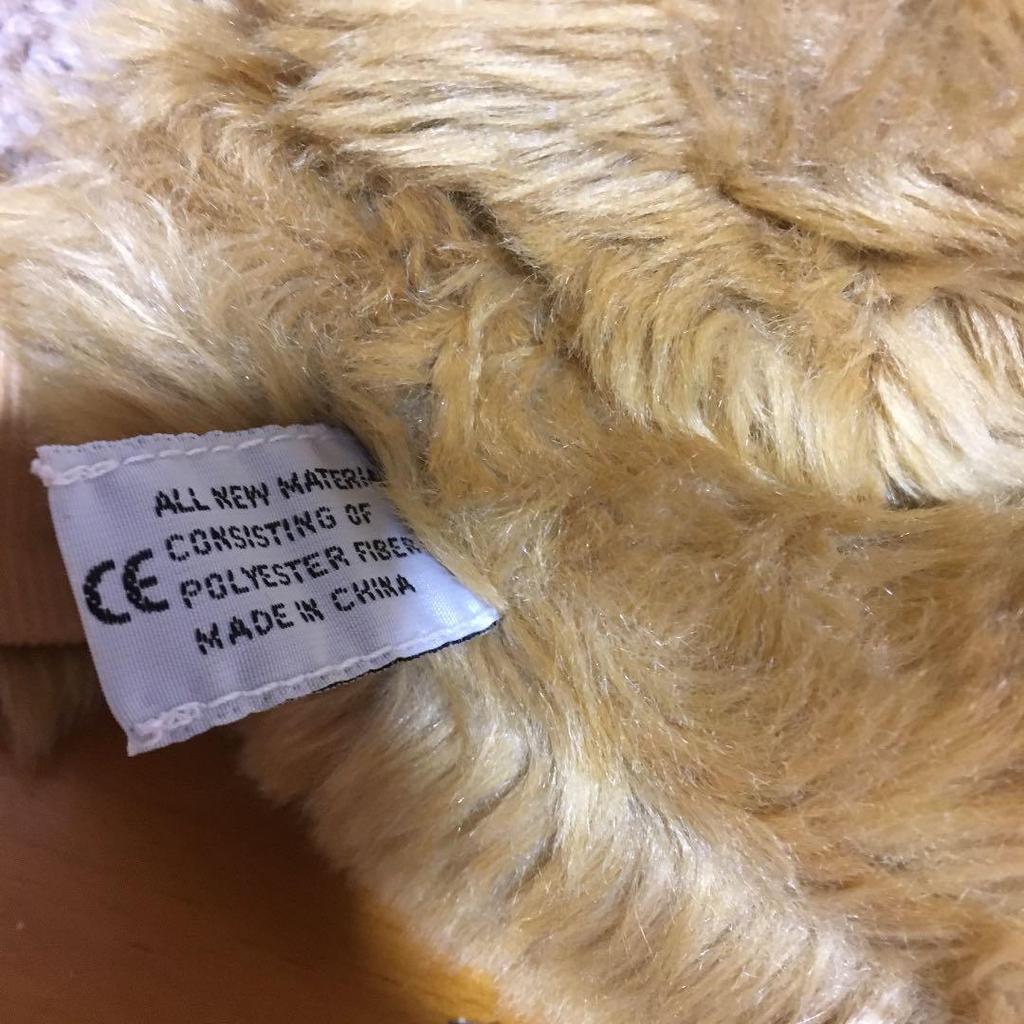 ALL NEW MATERIA
CONSISTING OF
CE POLYESTER FIBER
MADE IN CHINA